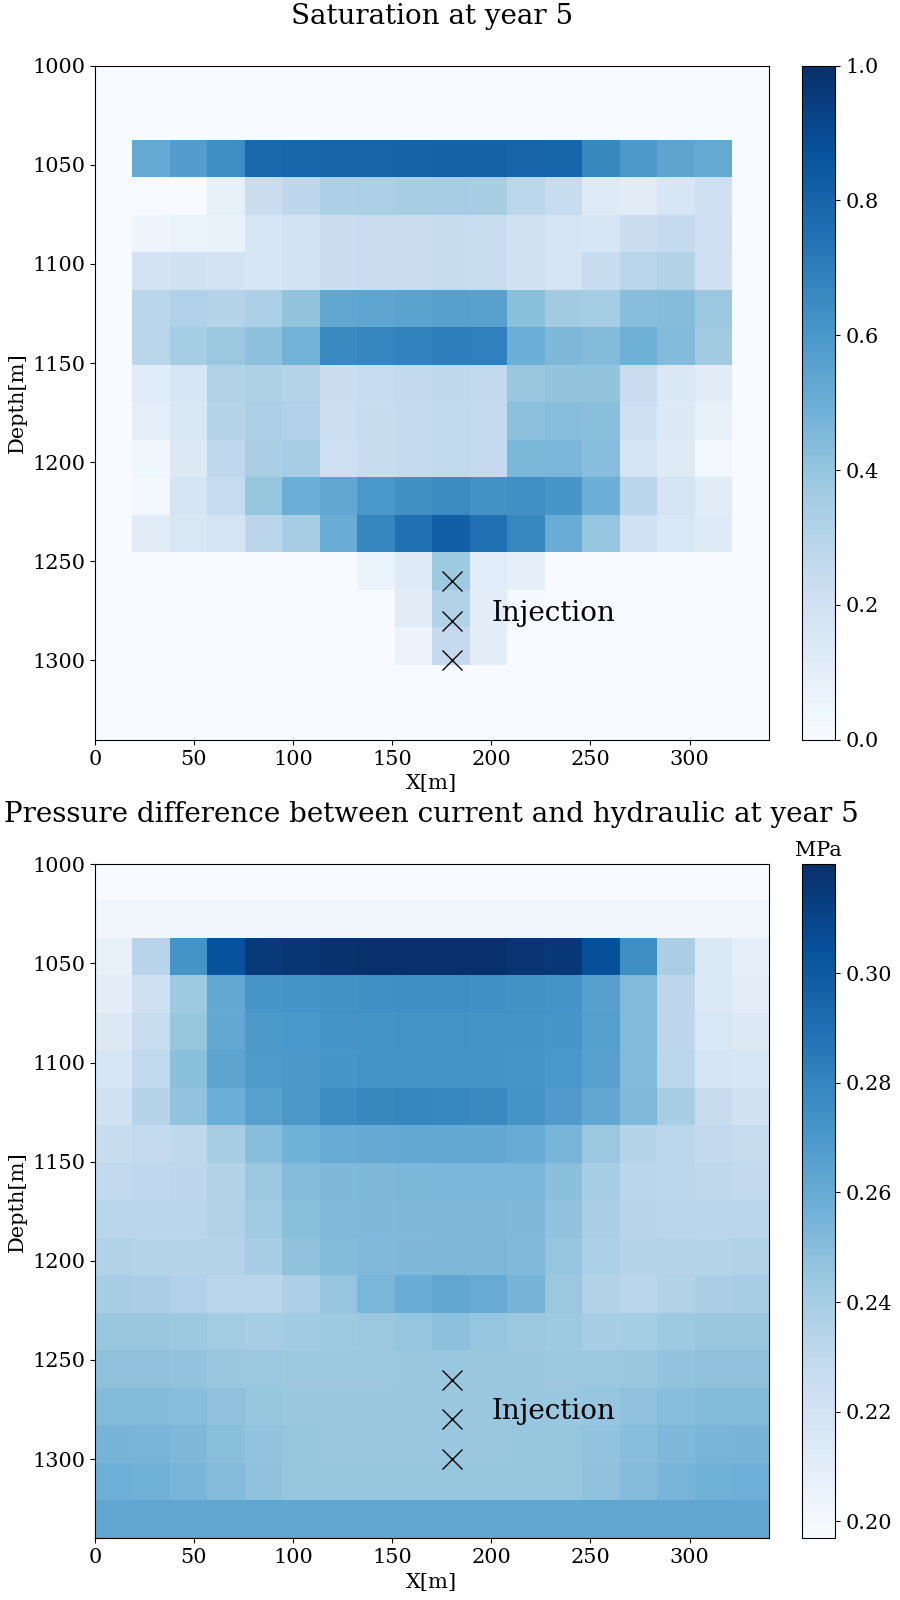 Saturation at year 5
1000
1050
1100
1150
1200
1250
1300
Depth[m]
Injection
0 50 100 150 200 250 300
X[m]
1.0
0.8
0.6
0.4
0.2
0.0
Pressure difference between current and hydraulic at year 5
MPa
1000
1050
1100
1150
1200
1250
1300
Depth[m]
Injection
0 50 100 150 200 250 300
X[m]
0.30
0.28
0.26
0.24
0.22
0.20